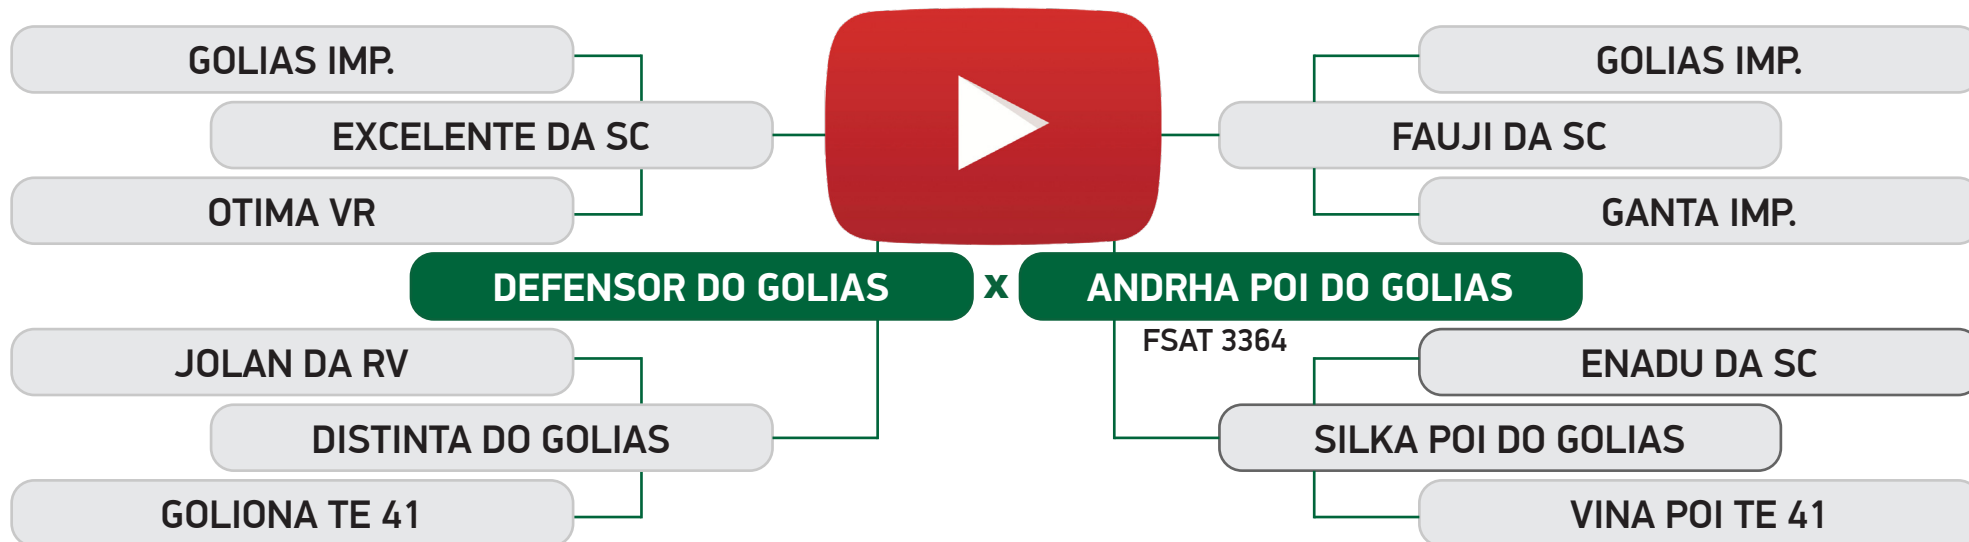 GOLIAS IMP.
GOLIAS IMP.
EXCELENTE DA SC
FAUJI DA SC
OTIMA VR
GANTA IMP.
DEFENSOR DO GOLIAS x ANDRHA POI DO GOLIAS
FSAT 3364
JOLAN DA RV
ENADU DA SC
DISTINTA DO GOLIAS
SILKA POI DO GOLIAS
GOLIONA TE 41
VINA POI TE 41